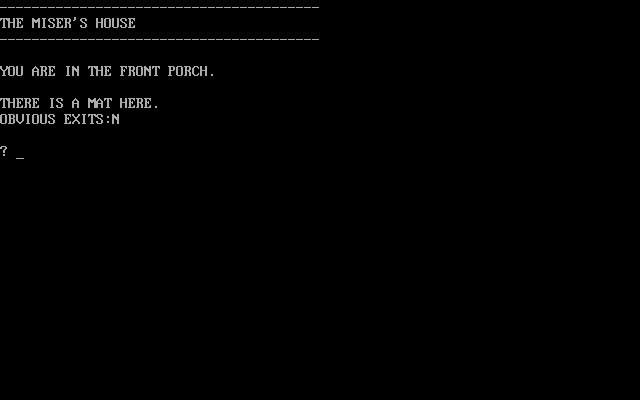 ----------------------------------------
THE MISER'S HOUSE
----------------------------------------
YOU ARE IN THE FRONT PORCH.
THERE IS A MAT HERE.
OBVIOUS EXITS:N
? _